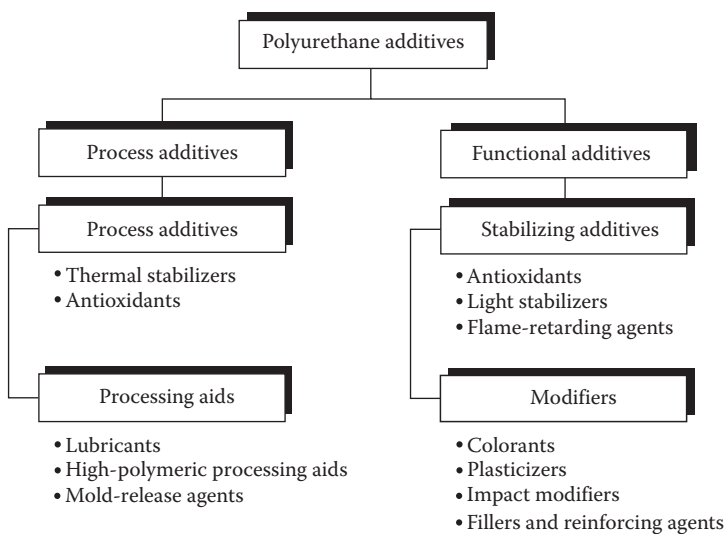 Polyurethane additives
Process additives
Functional additives
Process additives
Stabilizing additives
• Thermal stabilizers
• Antioxidants
• Antioxidants
• Light stabilizers
• Flame-retarding agents
Processing aids
Modifiers
• Lubricants
• High-polymeric processing aids
• Mold-release agents
• Colorants
• Plasticizers
• Impact modifiers
• Fillers and reinforcing agents